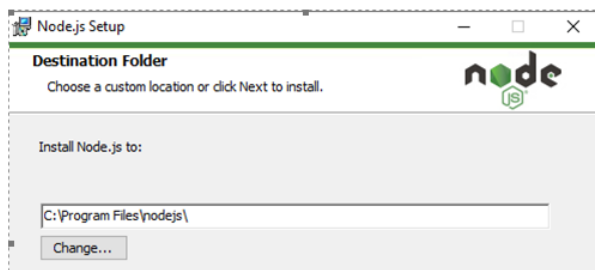 Node.js Setup
Destination Folder
Choose a custom location or click Next to install.
node
JS
Install Node.js to:
C:\Program Files\nodejs\
Change...